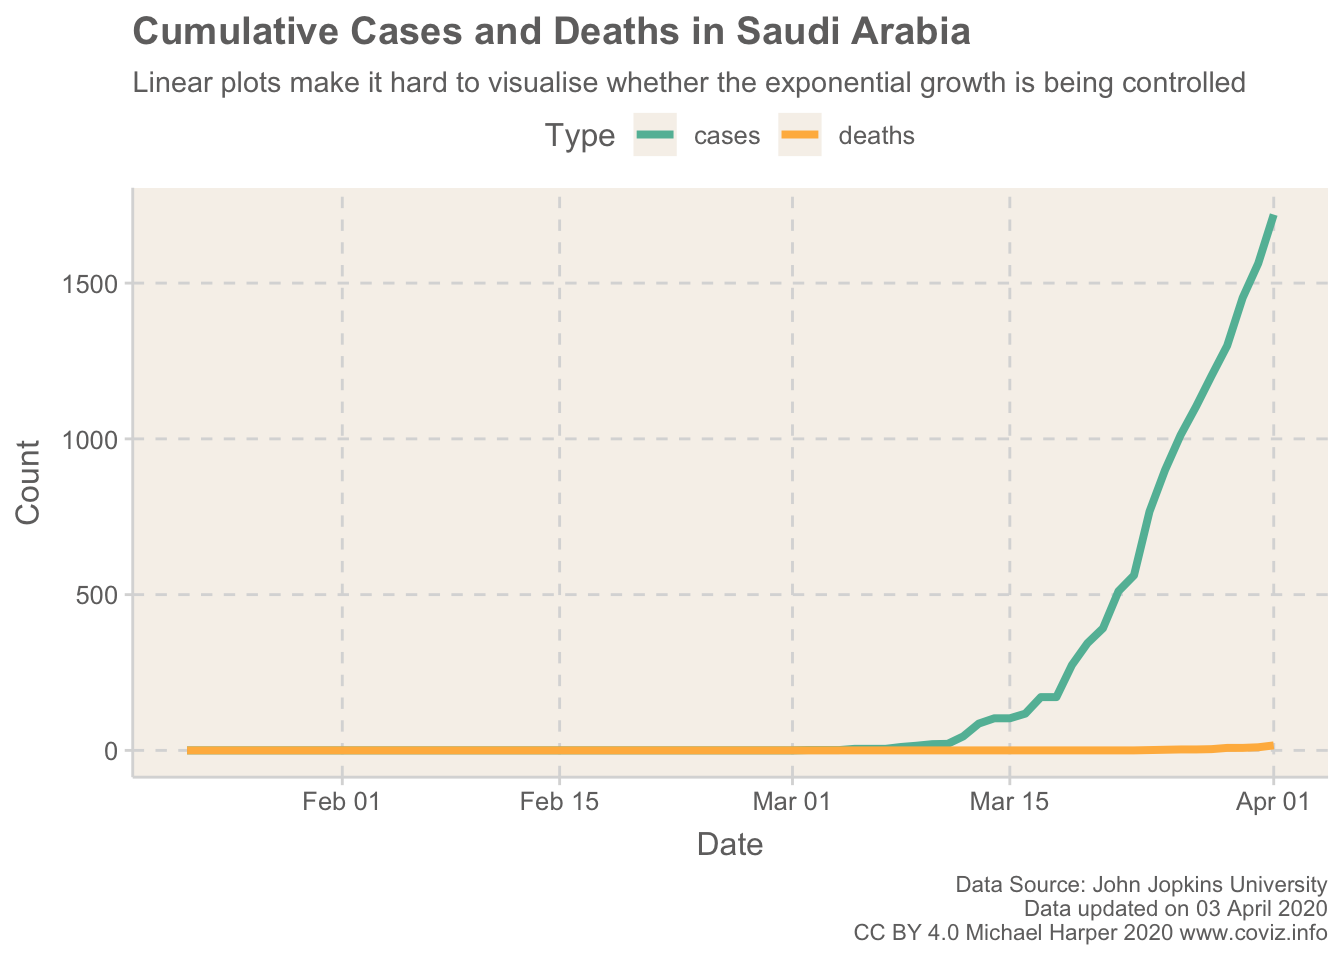 Cumulative Cases and Deaths in Saudi Arabia
Linear plots make it hard to visualise whether the exponential growth is being controlled
Type cases deaths
1500
1000
500
0
Count
Feb 01 Feb 15 Mar 01 Mar 15 Apr 01
Date
Data Source: John Jopkins University
Data updated on 03 April 2020
CC BY 4.0 Michael Harper 2020 www.coviz.info